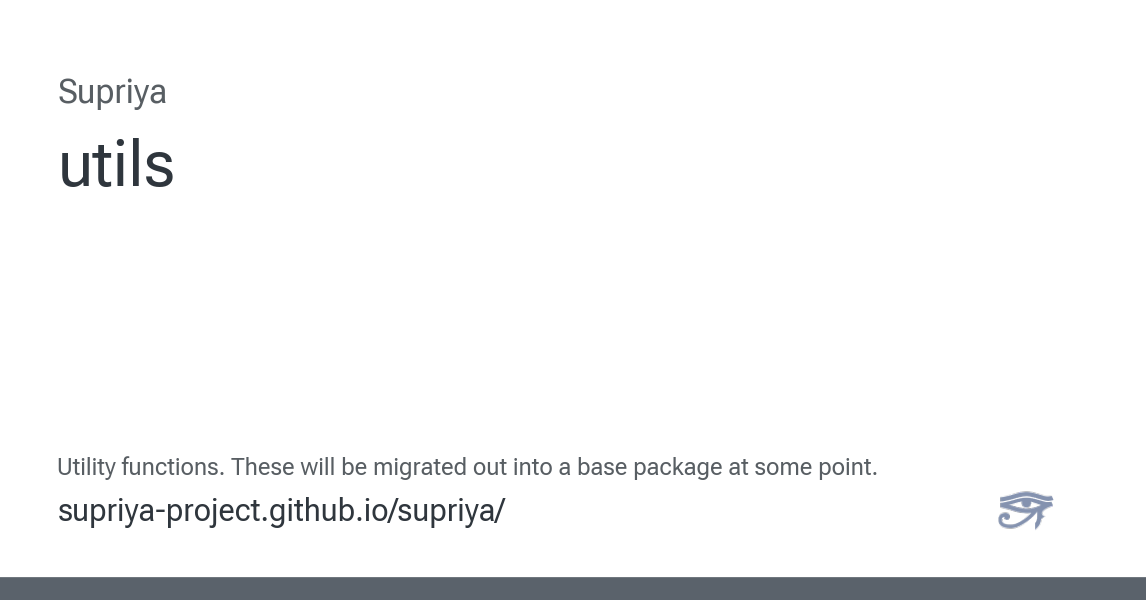 Supriya
utils
Utility functions. These will be migrated out into a base package at some point.
supriya-project.github.io/supriya/